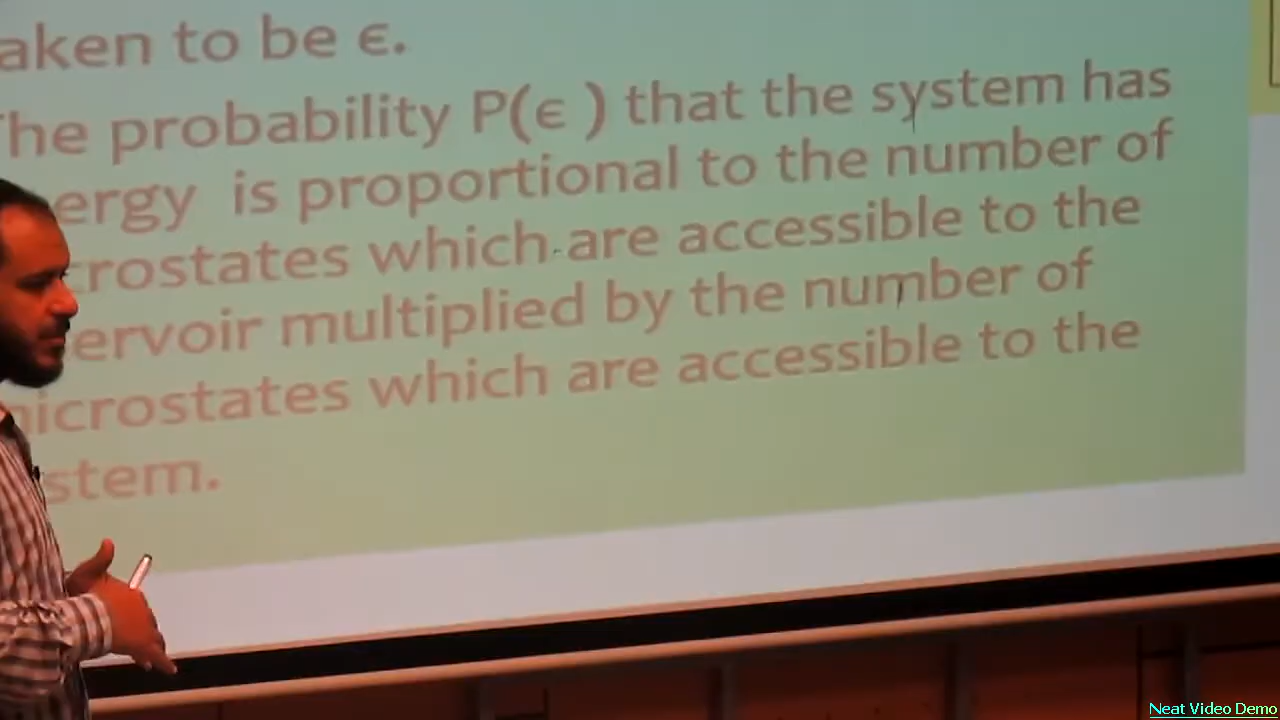 aken to be ϵ.
The probability P(ϵ ) that the system has
ergy is proportional to the number of
crostates which are accessible to the
ervoir multiplied by the number of
microstates which are accessible to the
stem.
Neat Video Demo